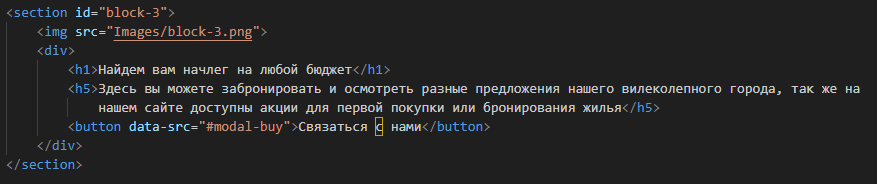 <section id="block-3">
<img src="Images/block-3.png">
<div>
<h1>Найдем вам начлег на любой бюджет</h1>
<h5>Здесь вы можете забронировать и осмотреть разные предложения нашего вилеколепного города, так же на
нашем сайте доступны акции для первой покупки или бронирования жилья</h5>
<button data-src="#modal-buy">Связаться с нами</button>
</div>
</section>